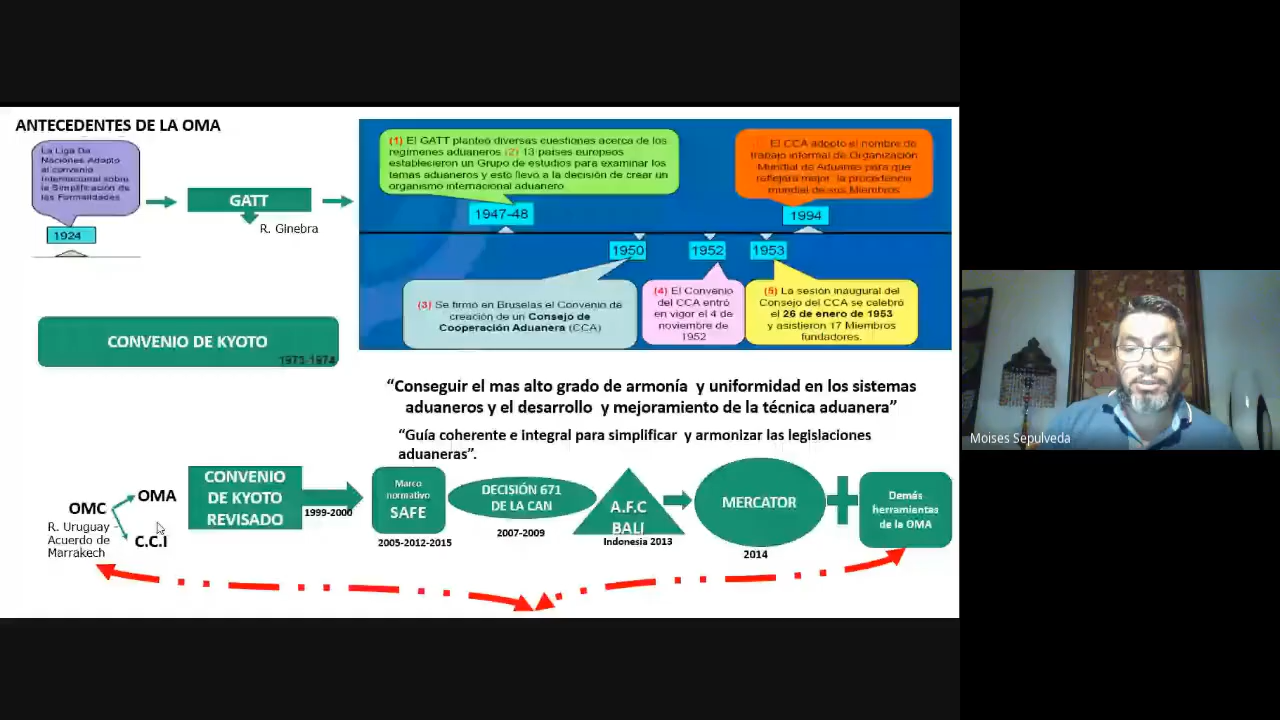 ANTECEDENTES DE LA OMA
La Liga De
Naciones Adopto
el convenio
Internacional sobre
la Simplificación de
las Formalidades
1924
GATT
R. Ginebra
(1) El GATT planteó diversas cuestiones acerca de los
regímenes aduaneros (2) 13 países europeos
establecieron un Grupo de estudios para examinar los
temas aduaneros y esto llevó a la decisión de crear un
organismo internacional aduanero
1947-48
El CCA adoptó el nombre de
trabajo informal de Organización
Mundial de Aduanas para que
reflejara mejor la procedencia
mundial de sus Miembros
1994
1950
1952
1953
(3) Se firmó en Bruselas el Convenio de
creación de un Consejo de
Cooperación Aduanera (CCA)
(4) El Convenio
del CCA entró
en vigor el 4 de
noviembre de
1952
(5) La sesión inaugural del
Consejo del CCA se celebró
el 26 de enero de 1953
y asistieron 17 Miembros
fundadores.
CONVENIO DE KYOTO
1973-1974
“Conseguir el mas alto grado de armonía y uniformidad en los sistemas
aduaneros y el desarrollo y mejoramiento de la técnica aduanera”
“Guía coherente e integral para simplificar y armonizar las legislaciones
aduaneras”.
OMC
R. Uruguay -
Acuerdo de
Marrakech
OMA
C.C.I
CONVENIO
DE KYOTO
REVISADO
1999-2000
Marco
normativo
SAFE
2005-2012-2015
DECISIÓN 671
DE LA CAN
2007-2009
A.F.C
BALI
Indonesia 2013
MERCATOR
2014
Demás
herramientas
de la OMA
Moises Sepulveda